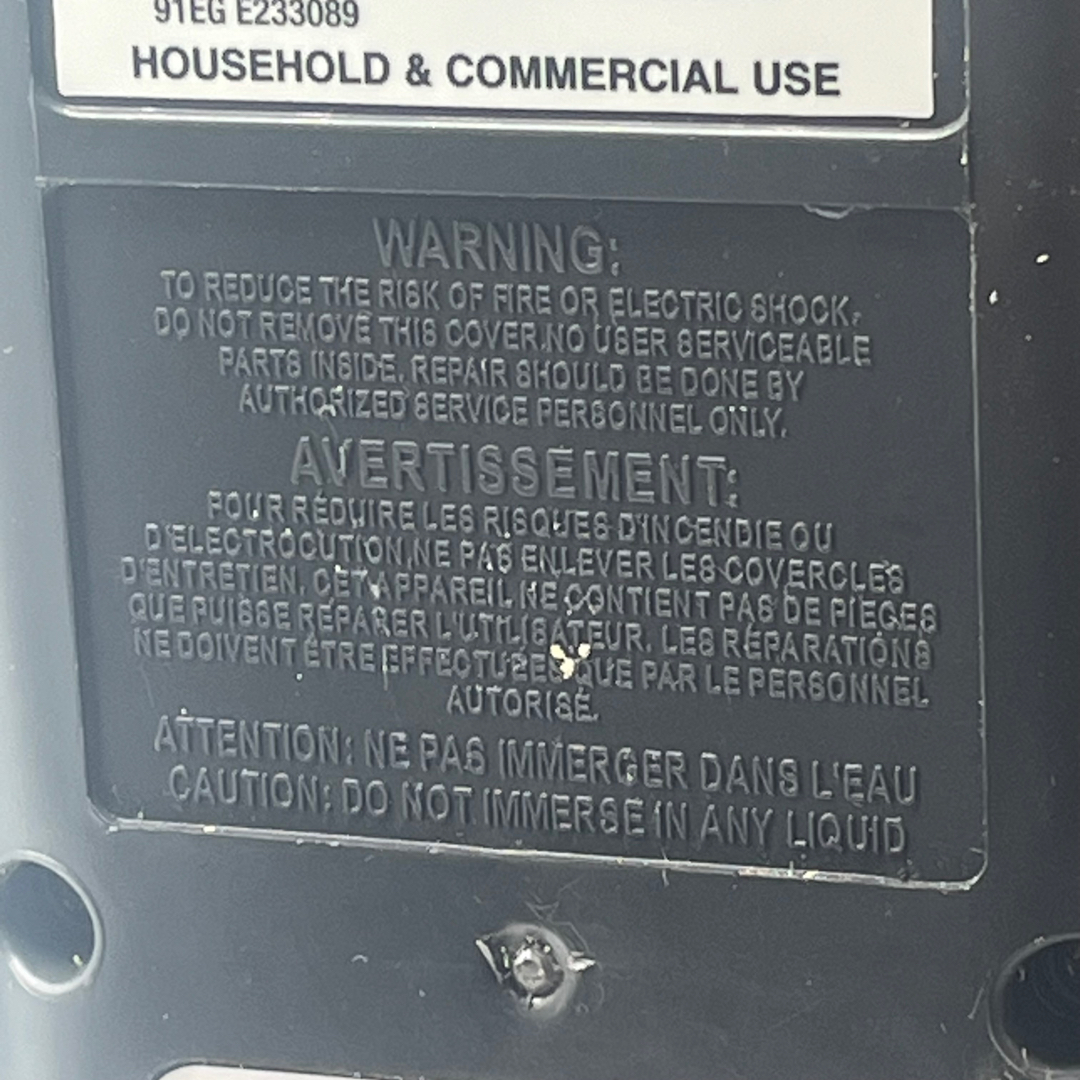 91EG E233089
HOUSEHOLD & COMMERCIAL USE
WARNING:
TO REDUCE THE RISK OF FIRE OR ELECTRIC SHOCK,
DO NOT REMOVE THIS COVER.NO USER SERVICEABLE
PARTS INSIDE. REPAIR SHOULD BE DONE BY
AUTHORIZED SERVICE PERSONNEL ONLY.
AVERTISSEMENT:
POUR RÉDUIRE LES RISQUES D'INCENDIE OU
D'ELECTROCUTION,NE PAS ENLEVER LES COVERCLES
D'ENTRETIEN. CET APPAREIL NE CONTIENT PAS DE PIEGES
QUE PUISSE RÉPARER L'UTILISATEUR. LES RÉPARATIONS
NE DOIVENT ÊTRE EFFECTUÉES QUE PAR LE PERSONNEL
AUTORISÉ.
ATTENTION: NE PAS IMMERGER DANS L'EAU
CAUTION: DO NOT IMMERSE IN ANY LIQUID